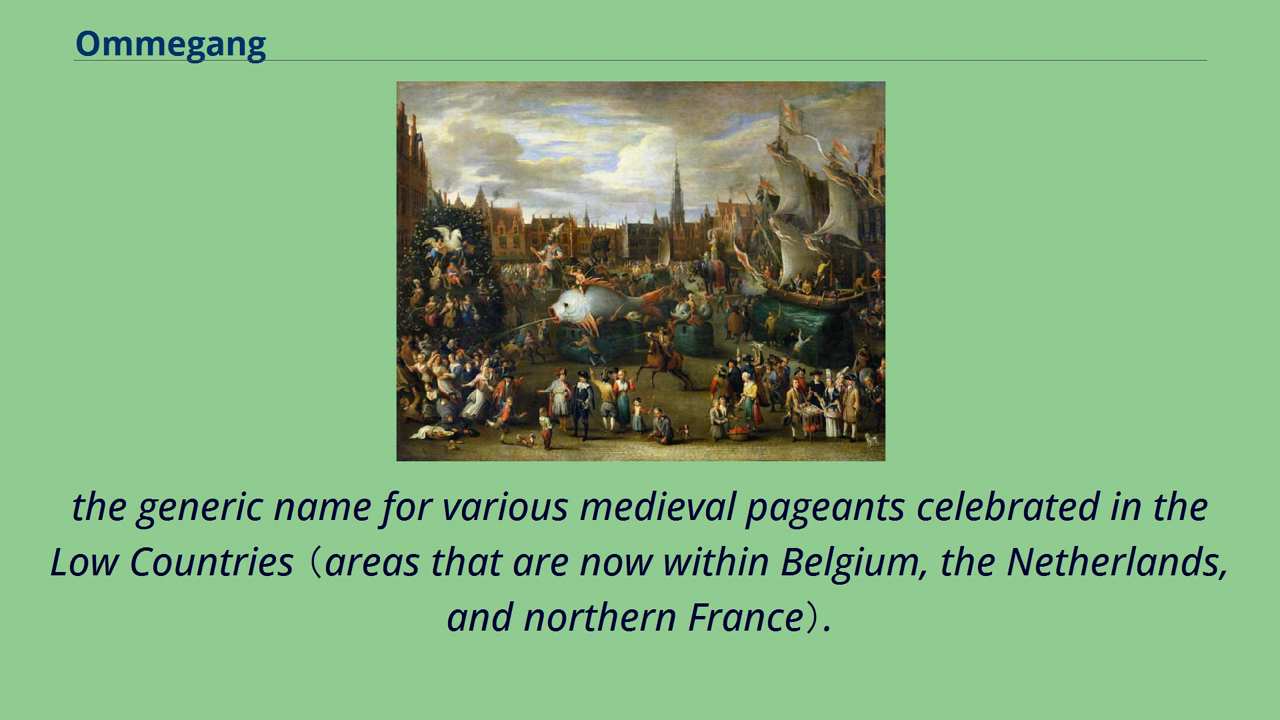 Ommegang
the generic name for various medieval pageants celebrated in the
Low Countries（areas that are now within Belgium, the Netherlands,
and northern France）.